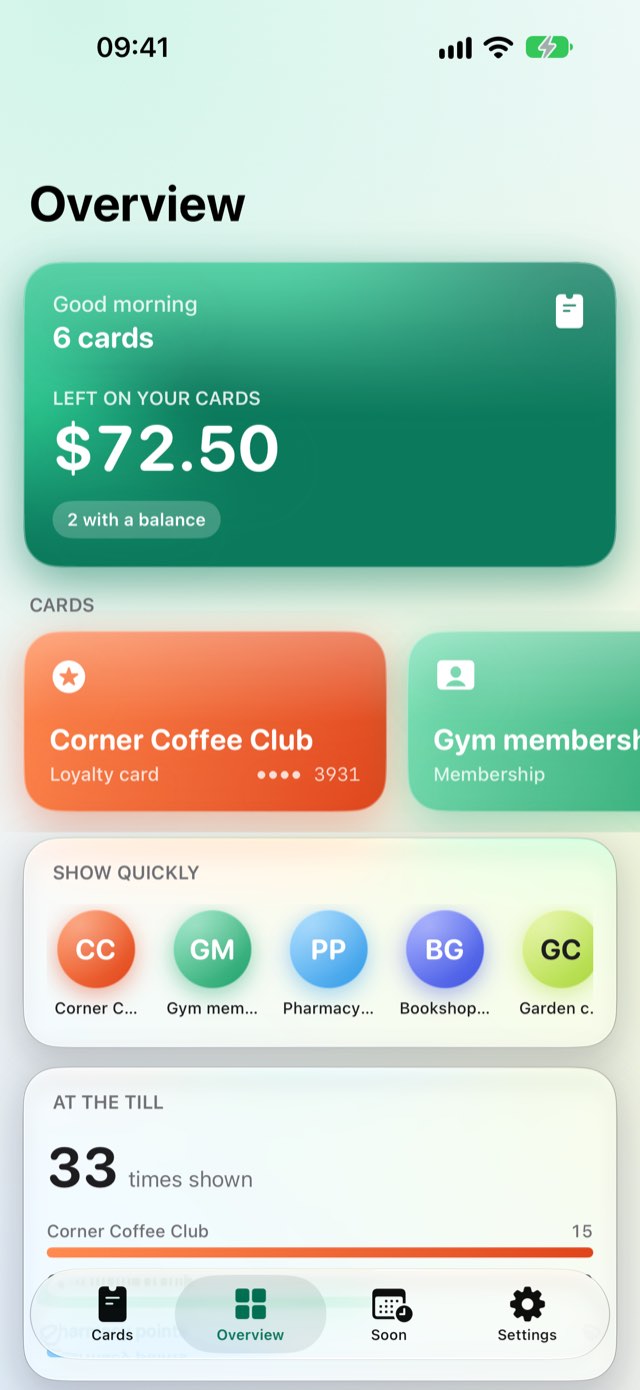 09:41
Overview
Good morning
6 cards
LEFT ON YOUR CARDS
$72.50
2 with a balance
CARDS
Corner Coffee Club
Loyalty card •••• 3931
Gym membersh
Membership
SHOW QUICKLY
CC GM PP BG GC
Corner C... Gym mem... Pharmacy... Bookshop... Garden c.
AT THE TILL
33 times shown
Corner Coffee Club 15
Cards Overview Soon Settings